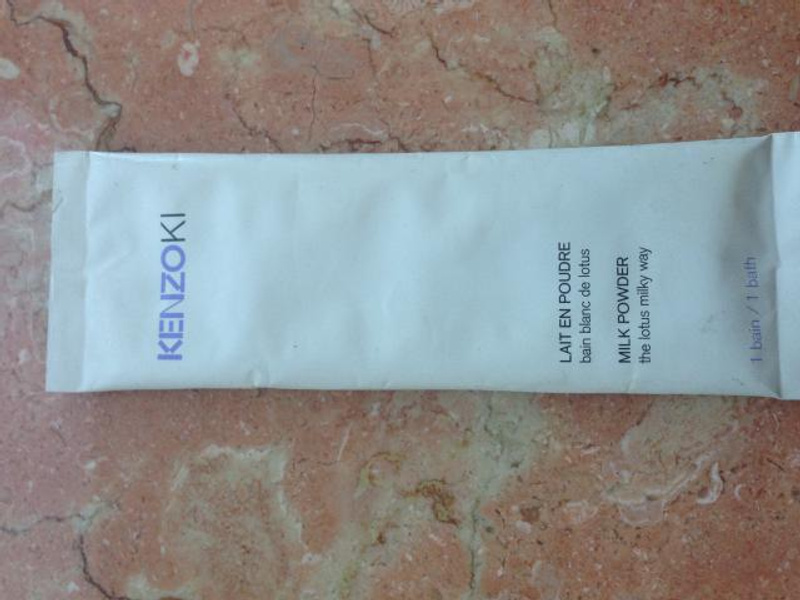 KENZOKI
LAIT EN POUDRE
bain blanc de lotus
MILK POWDER
the lotus milky way
1 bain / 1 bath